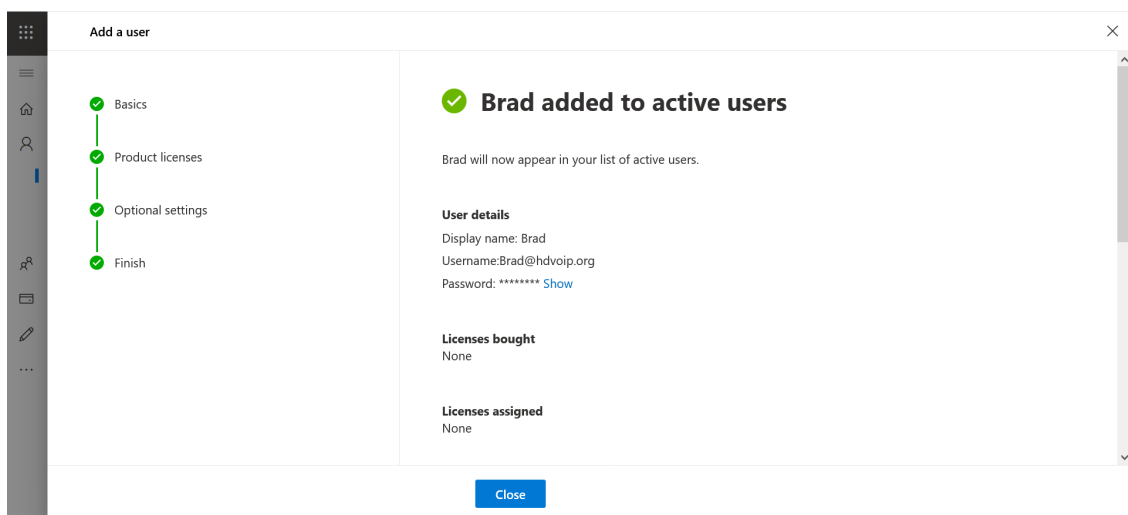 Add a user
Basics
Product licenses
Optional settings
Finish
Brad added to active users
Brad will now appear in your list of active users.
User details
Display name: Brad
Username:Brad@hdvoip.org
Password: ******** Show
Licenses bought
None
Licenses assigned
None
Close